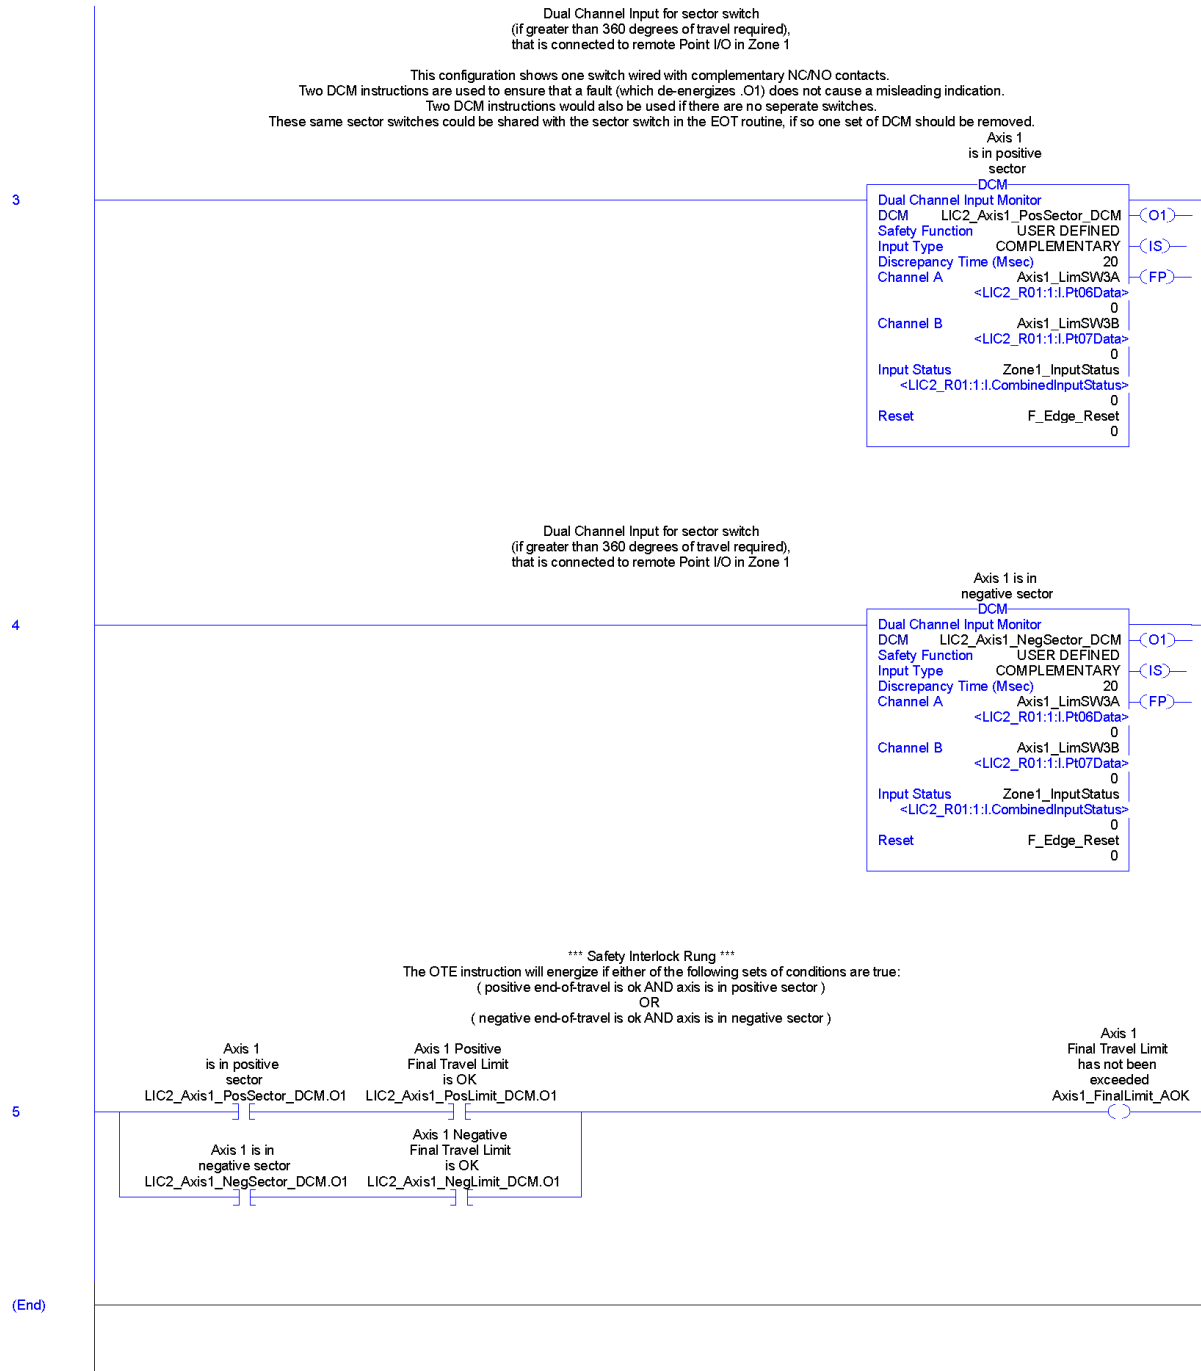 Dual Channel Input for sector switch
(if greater than 360 degrees of travel required),
that is connected to remote Point I/O in Zone 1
This configuration shows one switch wired with complementary NC/NO contacts.
Two DCM instructions are used to ensure that a fault (which de-energizes .O1) does not cause a misleading indication.
Two DCM instructions would also be used if there are no seperate switches.
These same sector switches could be shared with the sector switch in the EOT routine, if so one set of DCM should be removed.
Axis 1
is in positive
sector
3
DCM
Dual Channel Input Monitor
DCM LIC2_Axis1_PosSector_DCM
O1
Safety Function USER DEFINED
Input Type COMPLEMENTARY
IS
Discrepancy Time (Msec) 20
Channel A Axis1_LimSW3A
FP
<LIC2_R01:1:I.Pt06Data>
0
Channel B Axis1_LimSW3B
<LIC2_R01:1:I.Pt07Data>
0
Input Status Zone1_InputStatus
<LIC2_R01:1:I.CombinedInputStatus>
0
Reset F_Edge_Reset
0
Dual Channel Input for sector switch
(if greater than 360 degrees of travel required),
that is connected to remote Point I/O in Zone 1
Axis 1 is in
negative sector
4
DCM
Dual Channel Input Monitor
DCM LIC2_Axis1_NegSector_DCM
O1
Safety Function USER DEFINED
Input Type COMPLEMENTARY
IS
Discrepancy Time (Msec) 20
Channel A Axis1_LimSW3A
FP
<LIC2_R01:1:I.Pt06Data>
0
Channel B Axis1_LimSW3B
<LIC2_R01:1:I.Pt07Data>
0
Input Status Zone1_InputStatus
<LIC2_R01:1:I.CombinedInputStatus>
0
Reset F_Edge_Reset
0
*** Safety Interlock Rung ***
The OTE instruction will energize if either of the following sets of conditions are true:
( positive end-of-travel is ok AND axis is in positive sector )
OR
( negative end-of-travel is ok AND axis is in negative sector )
5
Axis 1
is in positive
sector
LIC2_Axis1_PosSector_DCM.O1
Axis 1 Positive
Final Travel Limit
is OK
LIC2_Axis1_PosLimit_DCM.O1
Axis 1
Final Travel Limit
has not been
exceeded
Axis1_FinalLimit_AOK
Axis 1 is in
negative sector
LIC2_Axis1_NegSector_DCM.O1
Axis 1 Negative
Final Travel Limit
is OK
LIC2_Axis1_NegLimit_DCM.O1
(End)